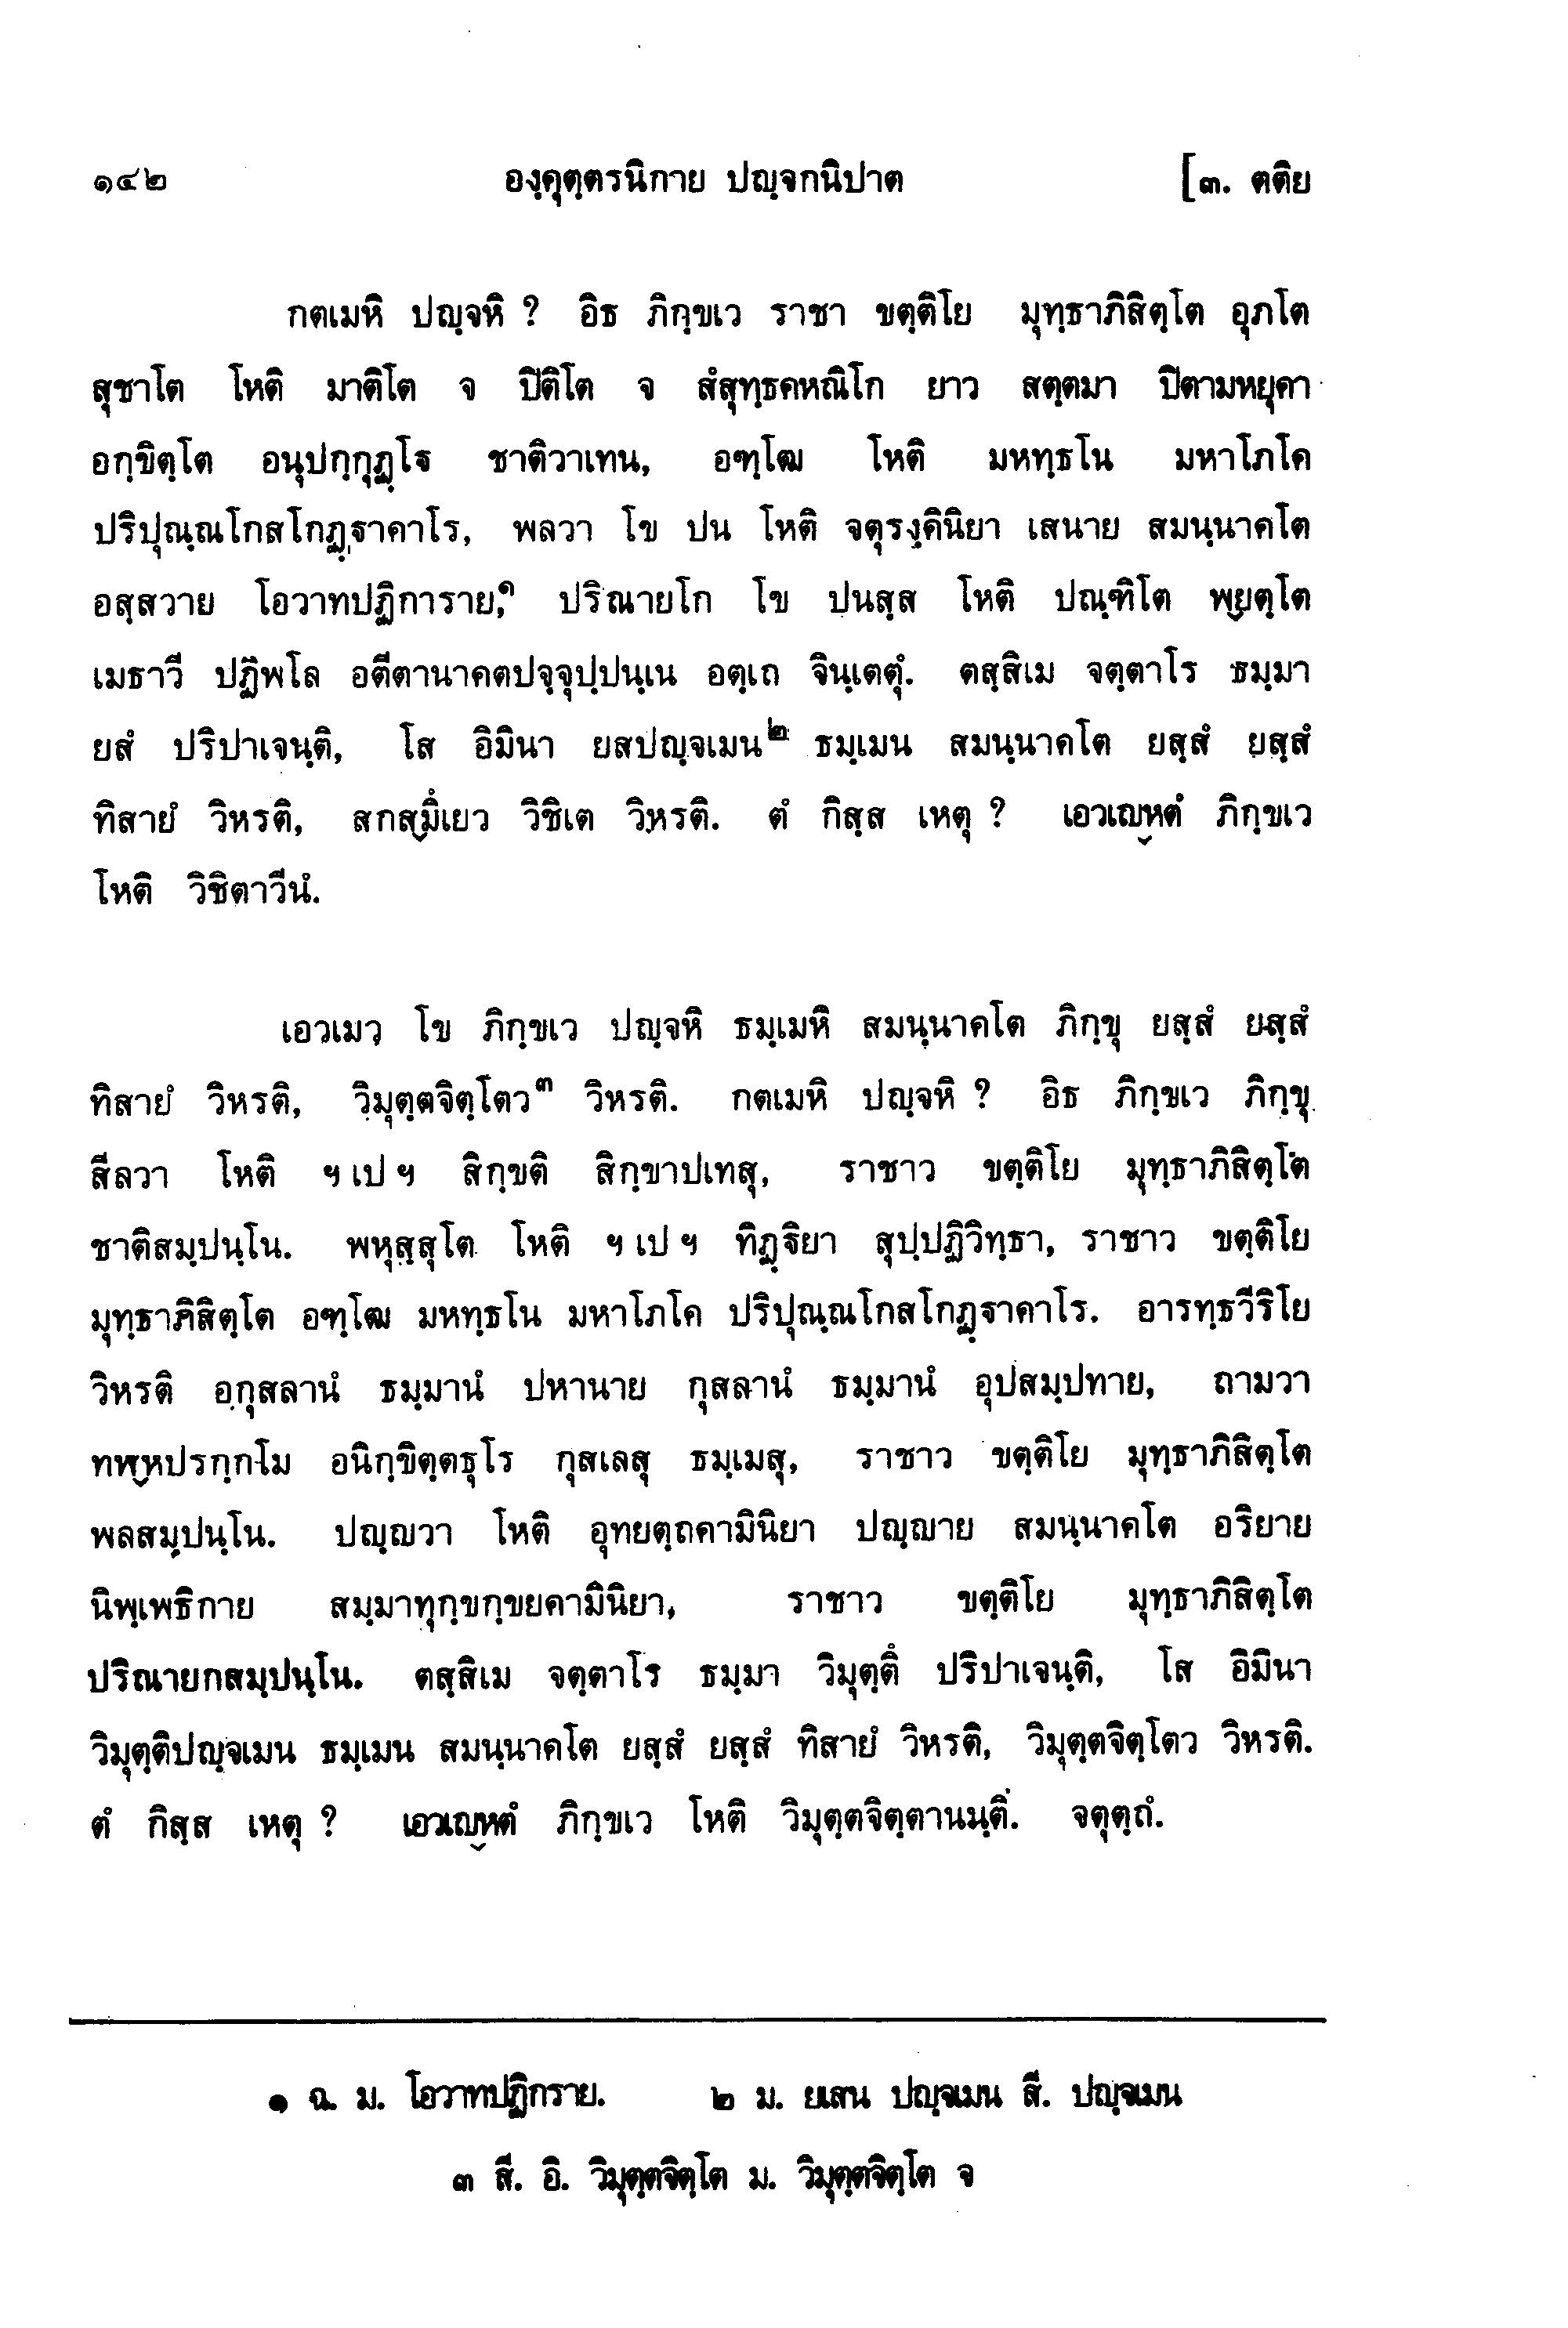 ๑๔๒ องฺคุตฺตรนิกาย ปญฺจกนิปาต [๓. ตติย
กตเมหิ ปญฺจหิ ? อิธ ภิกฺขเว ราชา ขตฺติโย มุทฺธาภิสิตฺโต อุภโต
สุชาโต โหติ มาติโต จ ปิติโต จ สํสุทฺธคหณิโก ยาว สตฺตมา ปิตามหยุคา
อกฺขิตฺโต อนุปกฺกุฏฺโฐ ชาติวาเทน, อฑฺโฒ โหติ มหทฺธโน มหาโภโค
ปริปุณฺณโกสโกฏฺฐาคาโร, พลวา โข ปน โหติ จตุรงฺคินิยา เสนาย สมนฺนาคโต
อสฺสวาย โอวาทปฏิการาย,๑ ปริณายโก โข ปนสฺส โหติ ปณฺฑิโต พฺยตฺโต
เมธาวี ปฏิพโล อตีตานาคตปจฺจุปฺปนฺเน อตฺเถ จินฺเตตุํ. ตสฺสิเม จตฺตาโร ธมฺมา
ยสํ ปริปาเจนฺติ, โส อิมินา ยสปญฺจเมน๒ ธมฺเมน สมนฺนาคโต ยสฺสํ ยสฺสํ
ทิสายํ วิหรติ, สกสฺมึเยว วิชิเต วิหรติ. ตํ กิสฺส เหตุ ? เอวเญฺหตํ ภิกฺขเว
โหติ วิชิตาวีนํ.
เอวเมว โข ภิกฺขเว ปญฺจหิ ธมฺเมหิ สมนฺนาคโต ภิกฺขุ ยสฺสํ ยสฺสํ
ทิสายํ วิหรติ, วิมุตฺตจิตฺโตว๓ วิหรติ. กตเมหิ ปญฺจหิ ? อิธ ภิกฺขเว ภิกฺขุ
สีลวา โหติ ฯ เป ฯ สิกฺขติ สิกฺขาปเทสุ, ราชาว ขตฺติโย มุทฺธาภิสิตฺโต
ชาติสมฺปนฺโน. พหุสฺสุโต โหติ ฯ เป ฯ ทิฏฺฐิยา สุปฺปฏิวิทฺธา, ราชาว ขตฺติโย
มุทฺธาภิสิตฺโต อฑฺโฒ มหทฺธโน มหาโภโค ปริปุณฺณโกสโกฏฺฐาคาโร. อารทฺธวีริโย
วิหรติ อกุสลานํ ธมฺมานํ ปหานาย กุสลานํ ธมฺมานํ อุปสมฺปทาย, ถามวา
ทฬฺหปรกฺกโม อนิกฺขิตฺตธุโร กุสเลสุ ธมฺเมสุ, ราชาว ขตฺติโย มุทฺธาภิสิตฺโต
พลสมฺปนฺโน. ปญฺญวา โหติ อุทยตฺถคามินิยา ปญฺญาย สมนฺนาคโต อริยาย
นิพฺเพธิกาย สมฺมาทุกฺขกฺขยคามินิยา, ราชาว ขตฺติโย มุทฺธาภิสิตฺโต
ปริณายกสมฺปนฺโน. ตสฺสิเม จตฺตาโร ธมฺมา วิมุตฺตึ ปริปาเจนฺติ, โส อิมินา
วิมุตฺติปญฺจเมน ธมฺเมน สมนฺนาคโต ยสฺสํ ยสฺสํ ทิสายํ วิหรติ, วิมุตฺตจิตฺโตว วิหรติ.
ตํ กิสฺส เหตุ ? เอวเญฺหตํ ภิกฺขเว โหติ วิมุตฺตจิตฺตานนฺติ. จตุตฺถํ.
๑ ฉ. ม. โอวาทปฏิกราย. ๒ ม. ยเสน ปญฺจเมน สี. ปญฺจเมน
๓ สี. อิ. วิมุตฺตจิตฺโต ม. วิมุตฺตจิตฺโต จ